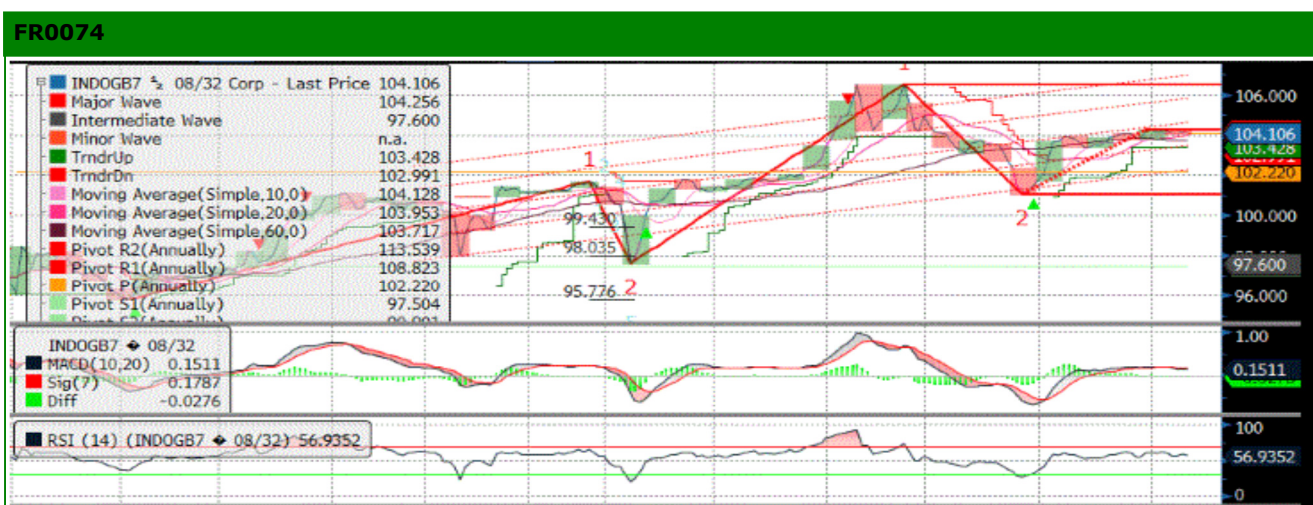 FR0074
INDOGB7 ½ 08/32 Corp - Last Price 104.106
Major Wave 104.256
Intermediate Wave 97.600
Minor Wave n.a.
TrndrUp 103.428
TrndrDn 102.991
Moving Average(Simple,10,0) 104.128
Moving Average(Simple,20,0) 103.953
Moving Average(Simple,60,0) 103.717
Pivot R2(Annually) 113.539
Pivot R1(Annually) 108.823
Pivot P(Annually) 102.220
Pivot S1(Annually) 97.504
1
2
99.430
98.035
95.776
1
2
106.000
104.106
103.428
102.220
100.000
97.600
96.000
INDOGB7 � 08/32
MACD(10,20) 0.1511
Sig(7) 0.1787
Diff -0.0276
1.00
0.1511
RSI (14) (INDOGB7 � 08/32) 56.9352
100
56.9352
0